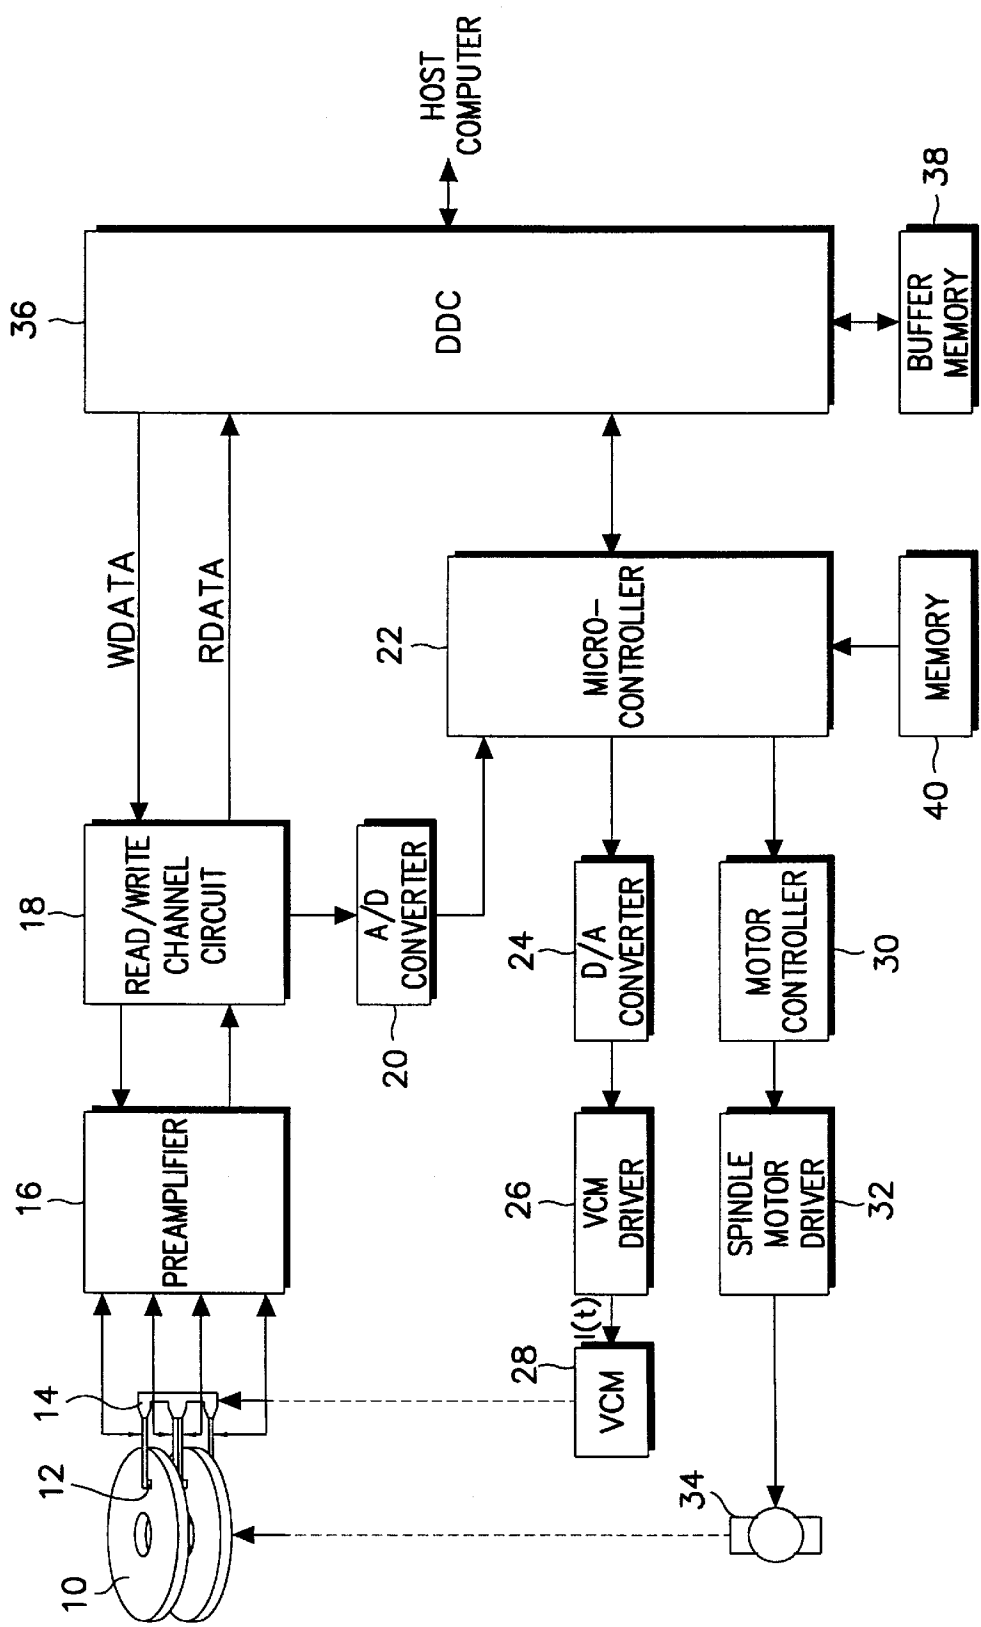 10
12
14
16
PREAMPLIFIER
18
READ/WRITE
CHANNEL
CIRCUIT
WDATA
RDATA
36
DDC
HOST
COMPUTER
20
A/D
CONVERTER
22
MICRO-
CONTROLLER
28
VCM
I(t)
26
VCM
DRIVER
24
D/A
CONVERTER
34
SPINDLE
MOTOR
DRIVER
32
MOTOR
CONTROLLER
30
40
MEMORY
BUFFER
MEMORY
38